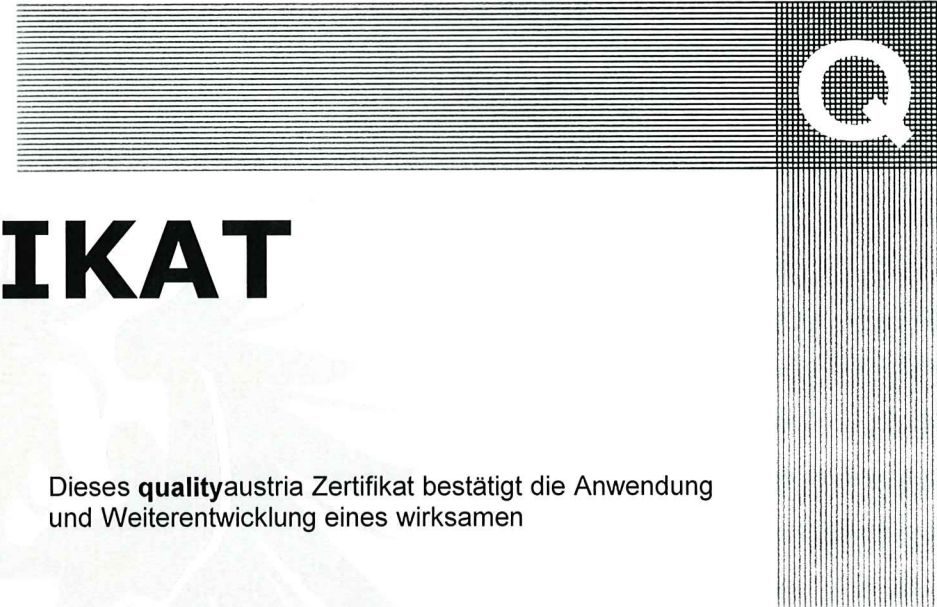 Q
IKAT
Dieses qualityaustria Zertifikat bestätigt die Anwendung
und Weiterentwicklung eines wirksamen